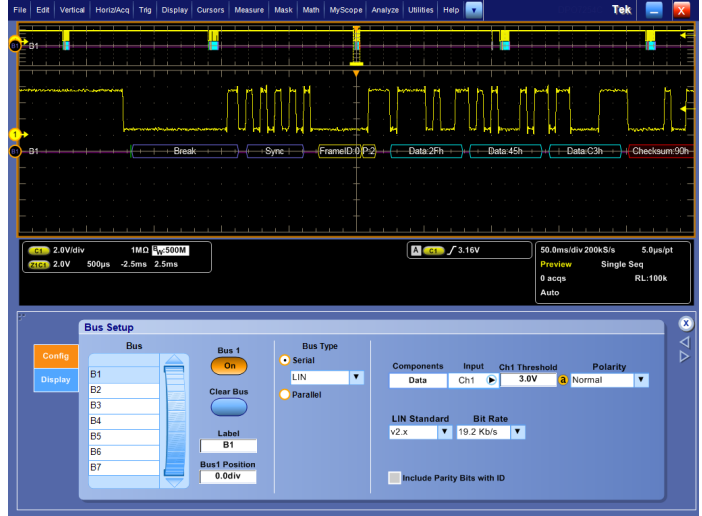 File Edit Vertical Horiz/Acq Trig Display Cursors Measure Mask Math MyScope Analyze Utilities Help Tek X
B1 B1
1
B1 B1 Break Sync FrameID:0 P:2 Data:2Fh Data:45h Data:C3h Checksum:90h
C1 2.0V/div 1MΩ BW:500M
Z1C1 2.0V 500µs -2.5ms 2.5ms
A C1 3.16V
50.0ms/div 200kS/s 5.0µs/pt
Preview Single Seq
0 acqs RL:100k
Auto
Bus Setup X
Config
Display
Bus
B1
B2
B3
B4
B5
B6
B7
Bus 1
On
Clear Bus
Label
B1
Bus1 Position
0.0div
Bus Type
Serial
LIN
Parallel
Components Input Ch1 Threshold Polarity
Data Ch1 3.0V a Normal
LIN Standard Bit Rate
v2.x 19.2 Kb/s
Include Parity Bits with ID